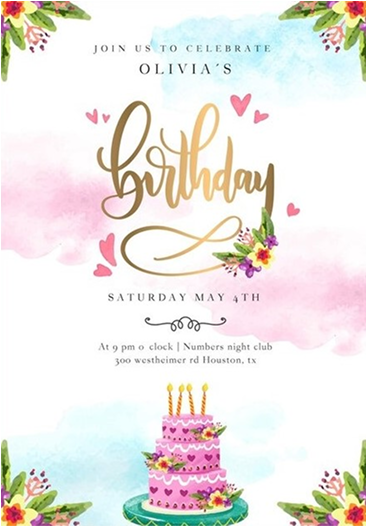 JOIN US TO CELEBRATE
OLIVIA´S
birthday
SATURDAY MAY 4TH
At 9 pm o clock | Numbers night club
300 westheimer rd Houston, tx